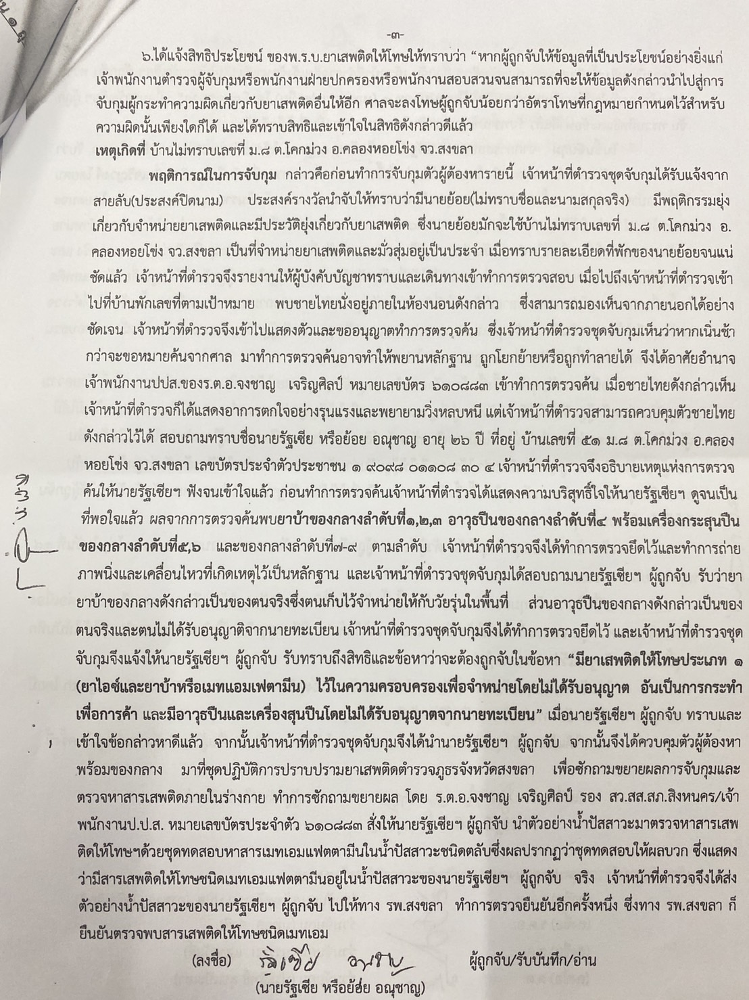 -๓-
๖.ได้แจ้งสิทธิประโยชน์ ของพ.ร.บ.ยาเสพติดให้โทษให้ทราบว่า “หากผู้ถูกจับให้ข้อมูลที่เป็นประโยชน์อย่างยิ่งแก่
เจ้าพนักงานตำรวจผู้จับกุมหรือพนักงานฝ่ายปกครองหรือพนักงานสอบสวนจนสามารถที่จะให้ข้อมูลดังกล่าวนำไปสู่การ
จับกุมผู้กระทำความผิดเกี่ยวกับยาเสพติดอื่นให้อีก ศาลจะลงโทษผู้ถูกจับน้อยกว่าอัตราโทษที่กฎหมายกำหนดไว้สำหรับ
ความผิดนั้นเพียงใดก็ได้ และได้ทราบสิทธิและเข้าใจในสิทธิดังกล่าวดีแล้ว
เหตุเกิดที่ บ้านไม่ทราบเลขที่ ม.๘ ต.โคกม่วง อ.คลองหอยโข่ง จว.สงขลา
พฤติการณ์ในการจับกุม กล่าวคือก่อนทำการจับกุมตัวผู้ต้องหารายนี้ เจ้าหน้าที่ตำรวจชุดจับกุมได้รับแจ้งจาก
สายลับ(ประสงค์ปิดนาม) ประสงค์รางวัลนำจับให้ทราบว่ามีนายย้อย(ไม่ทราบชื่อและนามสกุลจริง) มีพฤติกรรมยุ่ง
เกี่ยวกับจำหน่ายยาเสพติดและมีประวัติยุ่งเกี่ยวกับยาเสพติด ซึ่งนายย้อยมักจะใช้บ้านไม่ทราบเลขที่ ม.๘ ต.โคกม่วง อ.
คลองหอยโข่ง จว.สงขลา เป็นที่จำหน่ายยาเสพติดและมั่วสุ่มอยู่เป็นประจำ เมื่อทราบรายละเอียดที่พักของนายย้อยจนแน่
ชัดแล้ว เจ้าหน้าที่ตำรวจจึงรายงานให้ผู้บังคับบัญชาทราบและเดินทางเข้าทำการตรวจสอบ เมื่อไปถึงเจ้าหน้าที่ตำรวจเข้า
ไปที่บ้านพักเลขที่ตามเป้าหมาย พบชายไทยนั่งอยู่ภายในห้องนอนดังกล่าว ซึ่งสามารถมองเห็นจากภายนอกได้อย่าง
ชัดเจน เจ้าหน้าที่ตำรวจจึงเข้าไปแสดงตัวและขออนุญาตทำการตรวจค้น ซึ่งเจ้าหน้าที่ตำรวจชุดจับกุมเห็นว่าหากเนิ่นช้า
กว่าจะขอหมายค้นจากศาล มาทำการตรวจค้นอาจทำให้พยานหลักฐาน ถูกโยกย้ายหรือถูกทำลายได้ จึงได้อาศัยอำนาจ
เจ้าพนักงานปปส.ของร.ต.อ.จงชาญ เจริญศิลป์ หมายเลขบัตร ๖๑๐๘๘๓ เข้าทำการตรวจค้น เมื่อชายไทยดังกล่าวเห็น
เจ้าหน้าที่ตำรวจก็ได้แสดงอาการตกใจอย่างรุนแรงและพยายามวิ่งหลบหนี แต่เจ้าหน้าที่ตำรวจสามารถควบคุมตัวชายไทย
ดังกล่าวไว้ได้ สอบถามทราบชื่อนายรัฐเซีย หรือย้อย อณุชาญ อายุ ๒๖ ปี ที่อยู่ บ้านเลขที่ ๕๑ ม.๘ ต.โคกม่วง อ.คลอง
หอยโข่ง จว.สงขลา เลขบัตรประจำตัวประชาชน ๑ ๙๐๙๘ ๐๑๑๐๘ ๓๐ ๔ เจ้าหน้าที่ตำรวจจึงอธิบายเหตุแห่งการตรวจ
ค้นให้นายรัฐเซียฯ ฟังจนเข้าใจแล้ว ก่อนทำการตรวจค้นเจ้าหน้าที่ตำรวจได้แสดงความบริสุทธิ์ใจให้นายรัฐเซียฯ ดูจนเป็น
ที่พอใจแล้ว ผลจากการตรวจค้นพบยาบ้าของกลางลำดับที่๑,๒,๓ อาวุธปืนของกลางลำดับที่๔ พร้อมเครื่องกระสุนปืน
ของกลางลำดับที่๕,๖ และของกลางลำดับที่๗-๙ ตามลำดับ เจ้าหน้าที่ตำรวจจึงได้ทำการตรวจยึดไว้และทำการถ่าย
ภาพนิ่งและเคลื่อนไหวที่เกิดเหตุไว้เป็นหลักฐาน และเจ้าหน้าที่ตำรวจชุดจับกุมได้สอบถามนายรัฐเซียฯ ผู้ถูกจับ รับว่ายา
ยาบ้าของกลางดังกล่าวเป็นของตนจริงซึ่งตนเก็บไว้จำหน่ายให้กับวัยรุ่นในพื้นที่ ส่วนอาวุธปืนของกลางดังกล่าวเป็นของ
ตนจริงและตนไม่ได้รับอนุญาติจากนายทะเบียน เจ้าหน้าที่ตำรวจชุดจับกุมจึงได้ทำการตรวจยึดไว้ และเจ้าหน้าที่ตำรวจชุด
จับกุมจึงแจ้งให้นายรัฐเซียฯ ผู้ถูกจับ รับทราบถึงสิทธิและข้อหาว่าจะต้องถูกจับในข้อหา “มียาเสพติดให้โทษประเภท ๑
(ยาไอซ์และยาบ้าหรือเมทแอมเฟตามีน) ไว้ในความครอบครองเพื่อจำหน่ายโดยไม่ได้รับอนุญาต อันเป็นการกระทำ
เพื่อการค้า และมีอาวุธปืนและเครื่องสุนปืนโดยไม่ได้รับอนุญาตจากนายทะเบียน” เมื่อนายรัฐเซียฯ ผู้ถูกจับ ทราบและ
เข้าใจข้อกล่าวหาดีแล้ว จากนั้นเจ้าหน้าที่ตำรวจชุดจับกุมจึงได้นำนายรัฐเซียฯ ผู้ถูกจับ จากนั้นจึงได้ควบคุมตัวผู้ต้องหา
พร้อมของกลาง มาที่ชุดปฏิบัติการปราบปรามยาเสพติดตำรวจภูธรจังหวัดสงขลา เพื่อซักถามขยายผลการจับกุมและ
ตรวจหาสารเสพติดภายในร่างกาย ทำการซักถามขยายผล โดย ร.ต.อ.จงชาญ เจริญศิลป์ รอง สว.สส.สภ.สิงหนคร/เจ้า
พนักงานป.ป.ส. หมายเลขบัตรประจำตัว ๖๑๐๘๘๓ สั่งให้นายรัฐเซียฯ ผู้ถูกจับ นำตัวอย่างน้ำปัสสาวะมาตรวจหาสารเสพ
ติดให้โทษฯด้วยชุดทดสอบหาสารเมทเอมแฟตตามีนในน้ำปัสสาวะชนิดตลับซึ่งผลปรากฏว่าชุดทดสอบให้ผลบวก ซึ่งแสดง
ว่ามีสารเสพติดให้โทษชนิดเมทเอมแฟตตามีนอยู่ในน้ำปัสสาวะของนายรัฐเซียฯ ผู้ถูกจับ จริง เจ้าหน้าที่ตำรวจจึงได้ส่ง
ตัวอย่างน้ำปัสสาวะของนายรัฐเซียฯ ผู้ถูกจับ ไปให้ทาง รพ.สงขลา ทำการตรวจยืนยันอีกครั้งหนึ่ง ซึ่งทาง รพ.สงขลา ก็
ยืนยันตรวจพบสารเสพติดให้โทษชนิดเมทเอม
(ลงชื่อ) รัฐเซีย อณุชาญ ผู้ถูกจับ/รับบันทึก/อ่าน
(นายรัฐเซีย หรือย้อย อณุชาญ)